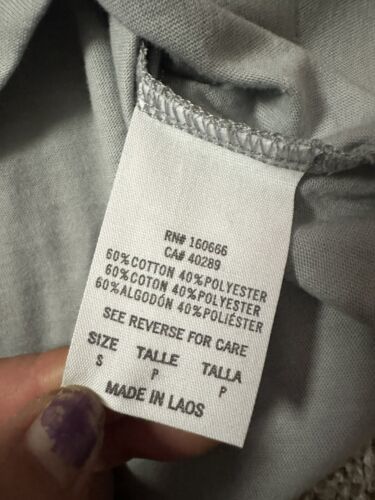 RN# 160666
CA# 40289
60%COTTON 40%POLYESTER
60%COTON 40%POLYESTER
60%ALGODÓN 40%POLIÉSTER
SEE REVERSE FOR CARE
SIZE TALLE TALLA
S P P
MADE IN LAOS